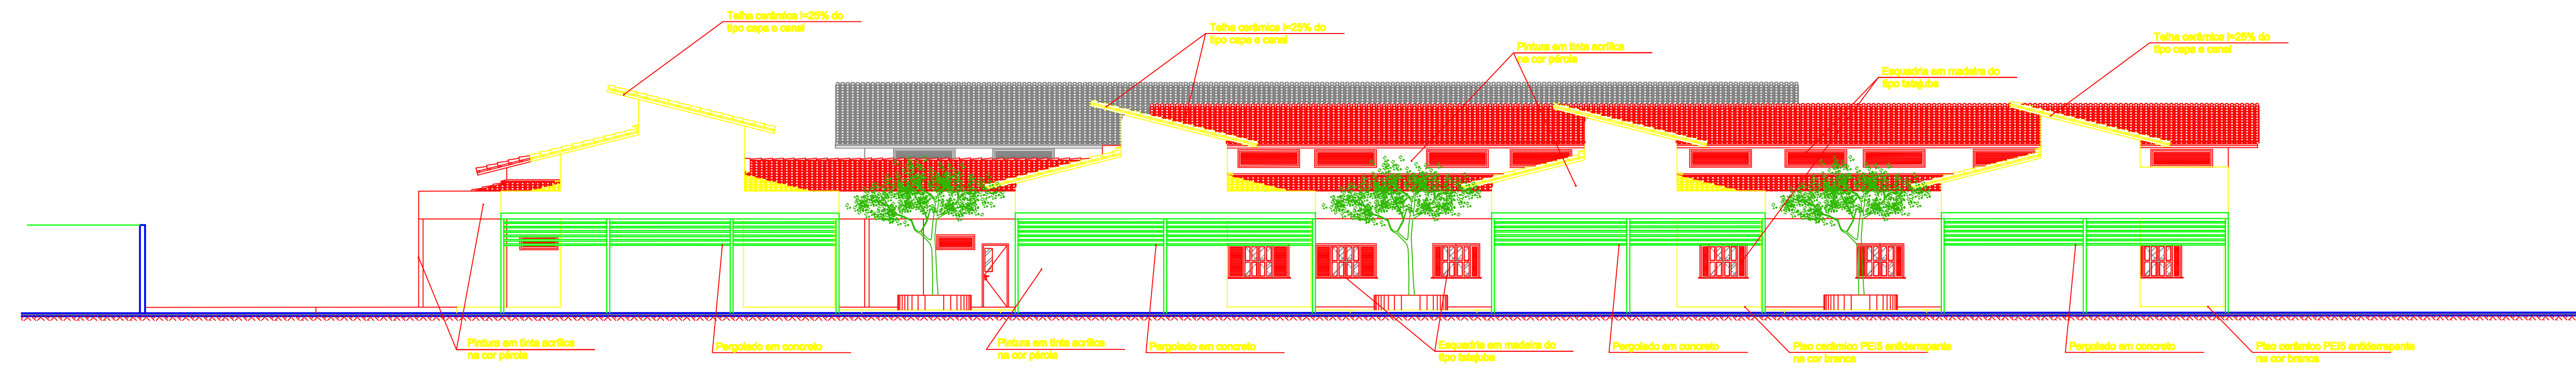 Telha cerâmica i=25% do
tipo capa e canal
Telha cerâmica i=25% do
tipo capa e canal
Pintura em tinta acrílica
na cor pérola
Esquadria em madeira do
tipo tatajuba
Telha cerâmica i=25% do
tipo capa e canal
Pintura em tinta acrílica
na cor pérola
Pergolado em concreto
Pintura em tinta acrílica
na cor pérola
Pergolado em concreto
Esquadria em madeira do
tipo tatajuba
Pergolado em concreto
Piso cerâmico PEI5 antiderrapante
na cor branca
Pergolado em concreto
Piso cerâmico PEI5 antiderrapante
na cor branca